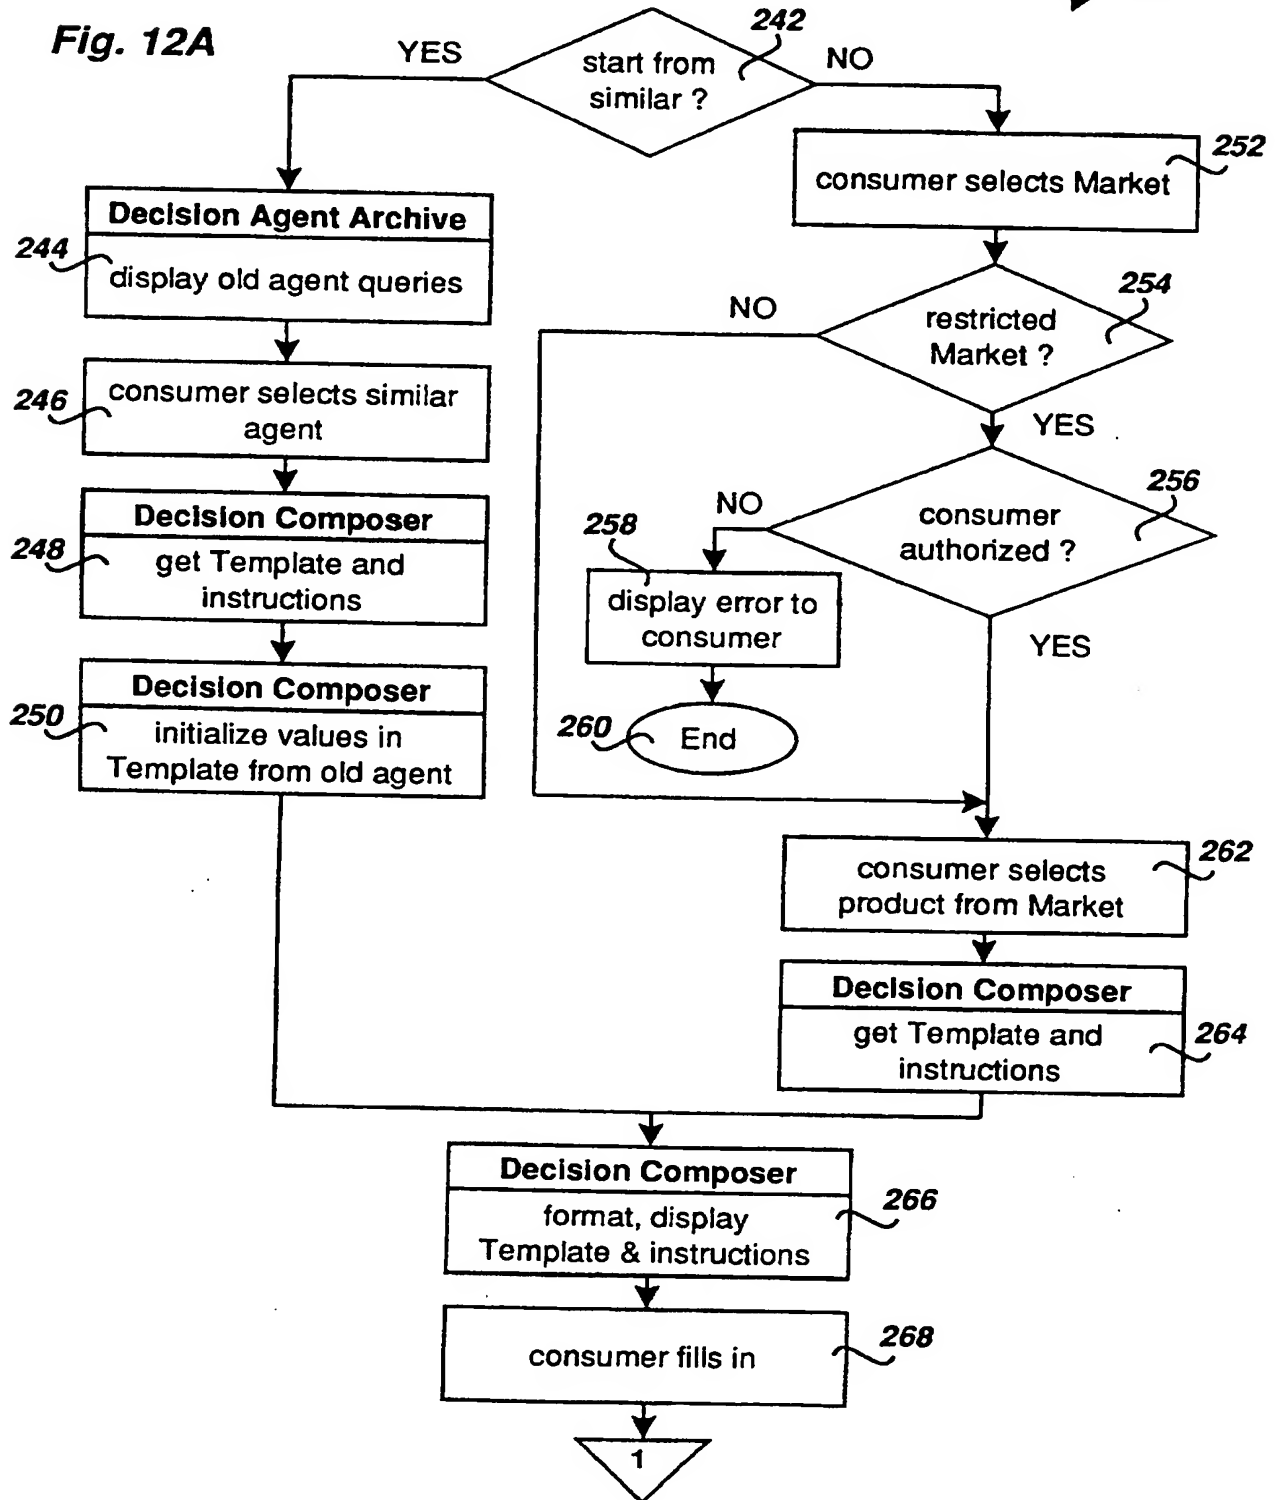 Fig. 12A
242
start from
similar ?
YES
NO
Decision Agent Archive
244
display old agent queries
246
consumer selects similar
agent
Decision Composer
248
get Template and
instructions
Decision Composer
250
initialize values in
Template from old agent
252
consumer selects Market
254
restricted
Market ?
NO
YES
256
consumer
authorized ?
NO
YES
258
display error to
consumer
260
End
262
consumer selects
product from Market
Decision Composer
264
get Template and
instructions
Decision Composer
266
format, display
Template & instructions
268
consumer fills in
1